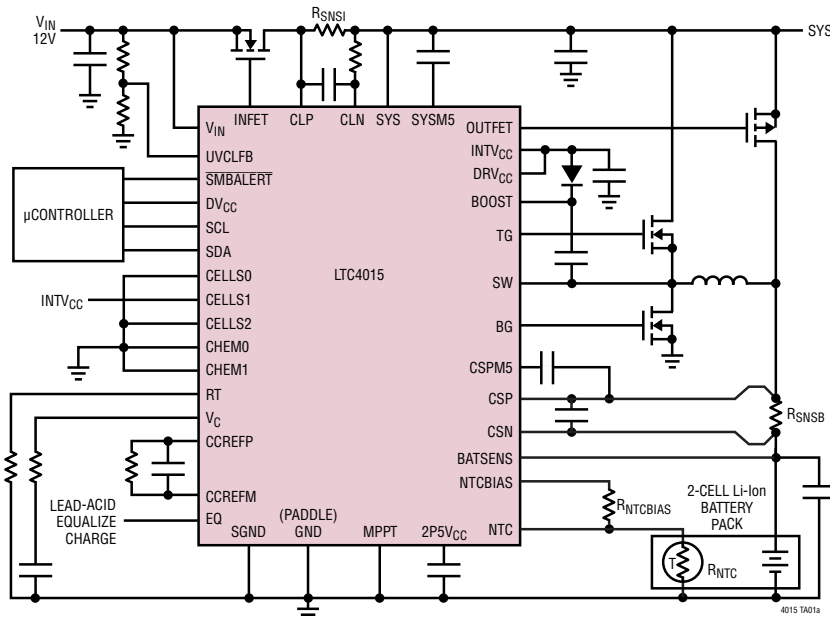 VIN
12V
RSNSI
SYS
INFET
CLP
CLN
SYS
SYSM5
VIN
UVCLFB
SMBALERT
DVCC
SCL
SDA
CELLS0
CELLS1
CELLS2
CHEM0
CHEM1
RT
VC
CCREFP
CCREFM
EQ
µCONTROLLER
INTVCC
LEAD-ACID
EQUALIZE
CHARGE
LTC4015
OUTFET
INTVCC
DRVCC
BOOST
TG
SW
BG
CSPM5
CSP
CSN
BATSENS
NTCBIAS
NTC
SGND
(PADDLE)
GND
MPPT
2P5VCC
RSNSB
RNTCBIAS
2-CELL Li-Ion
BATTERY
PACK
T
RNTC
4015 TA01a